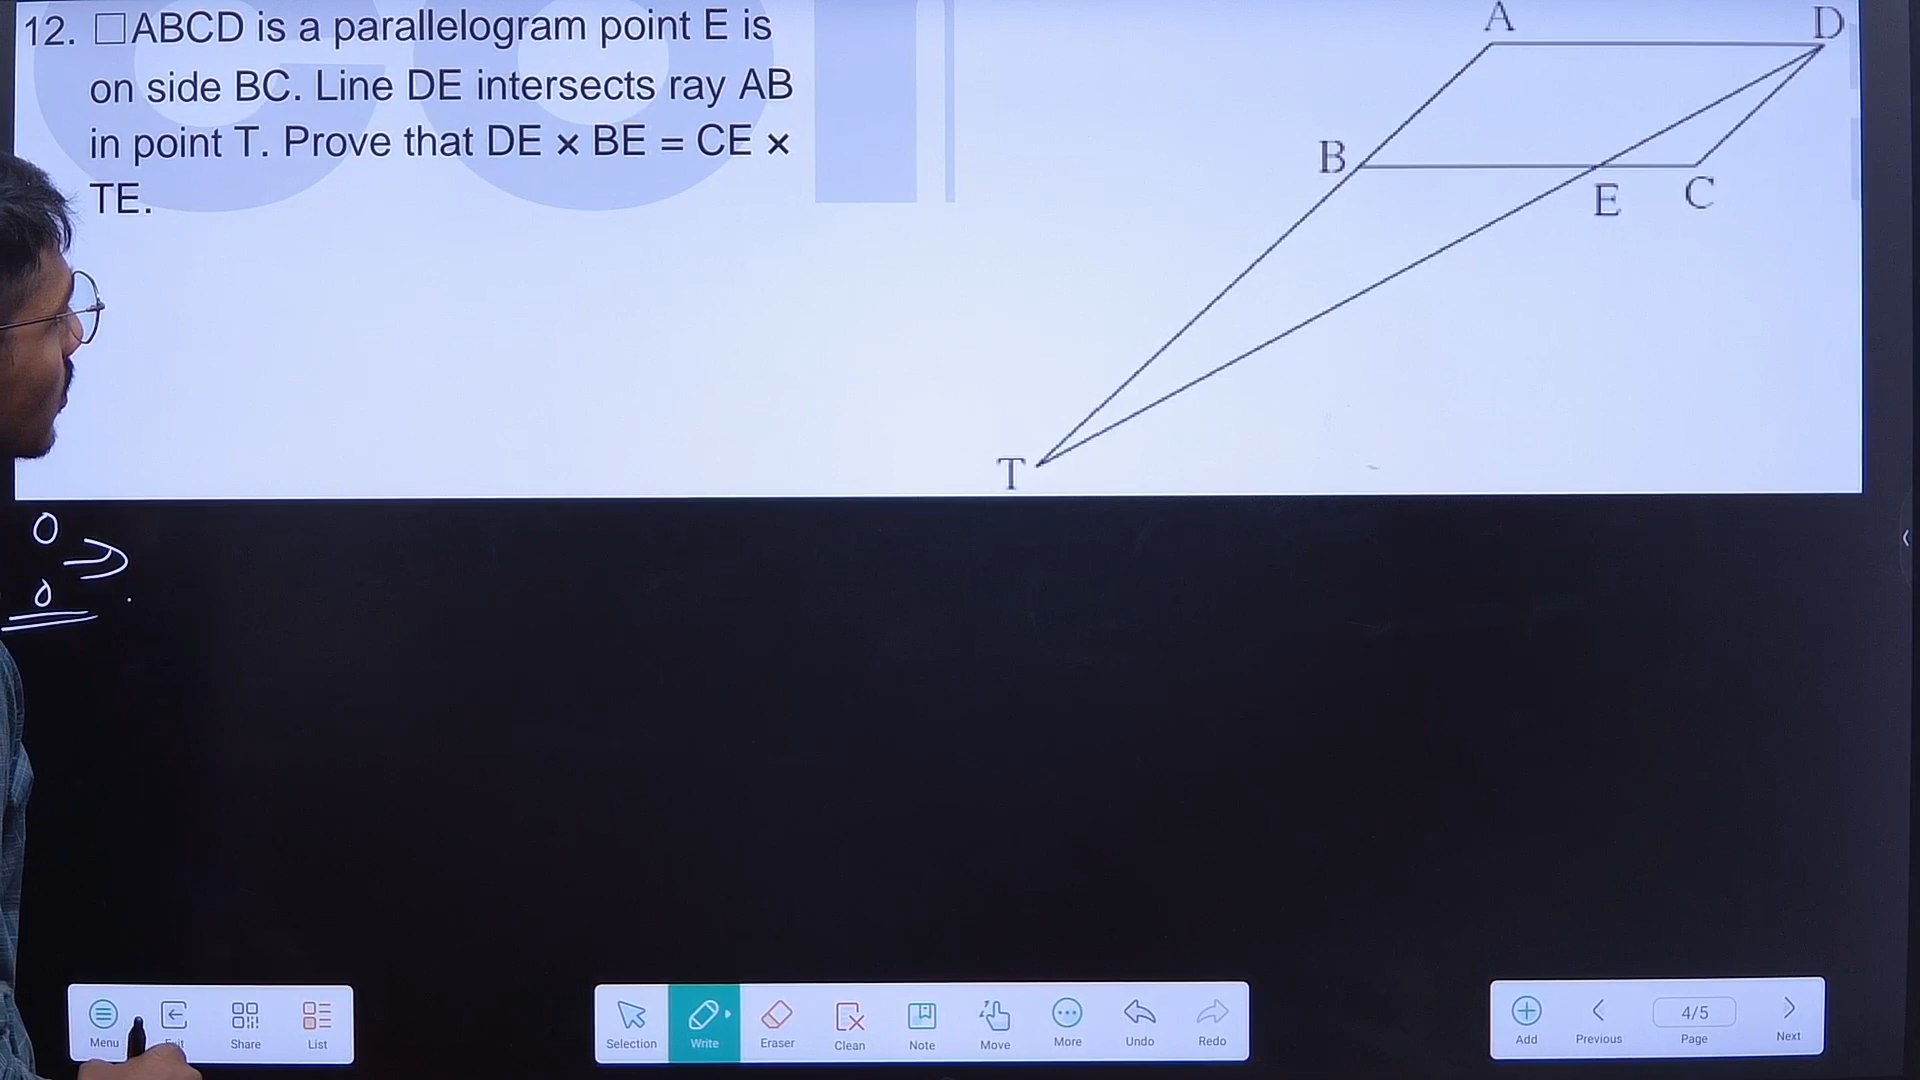 12. □ABCD is a parallelogram point E is
on side BC. Line DE intersects ray AB
in point T. Prove that DE × BE = CE ×
TE.
A
D
B
E
C
T
Menu
Share
List
Selection
Write
Eraser
Clean
Note
Move
More
Undo
Redo
Add
Previous
4/5
Page
Next